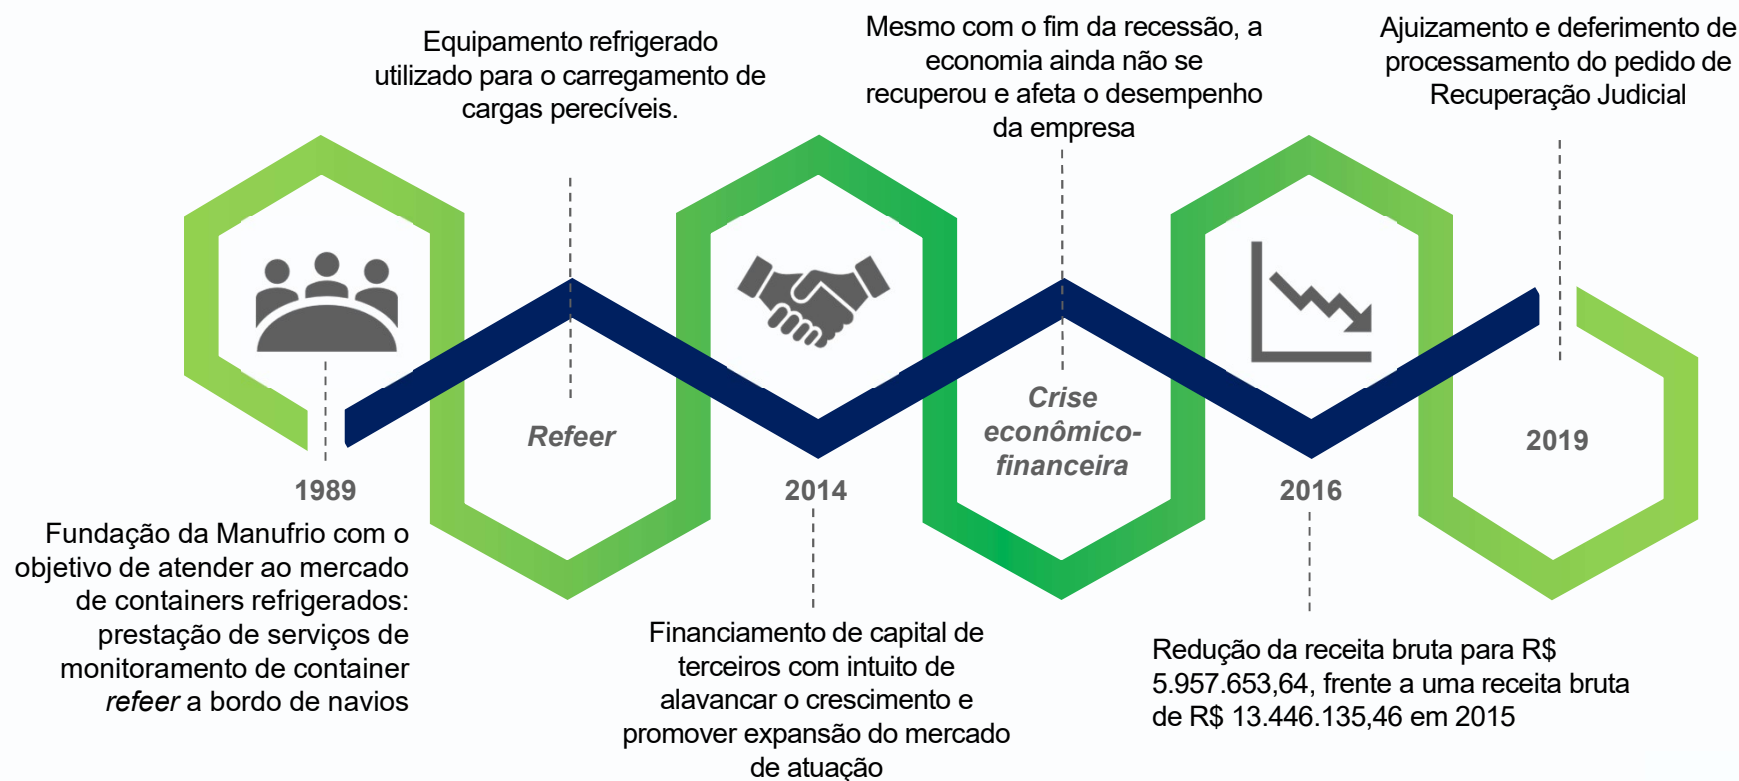 Equipamento refrigerado
utilizado para o carregamento de
cargas perecíveis.
Mesmo com o fim da recessão, a
economia ainda não se
recuperou e afeta o desempenho
da empresa
Ajuizamento e deferimento de
processamento do pedido de
Recuperação Judicial
1989
Refeer
2014
Crise
econômico-
financeira
2016
2019
Fundação da Manufrio com o
objetivo de atender ao mercado
de containers refrigerados:
prestação de serviços de
monitoramento de container
refeer a bordo de navios
Financiamento de capital de
terceiros com intuito de
alavancar o crescimento e
promover expansão do mercado
de atuação
Redução da receita bruta para R$
5.957.653,64, frente a uma receita bruta
de R$ 13.446.135,46 em 2015